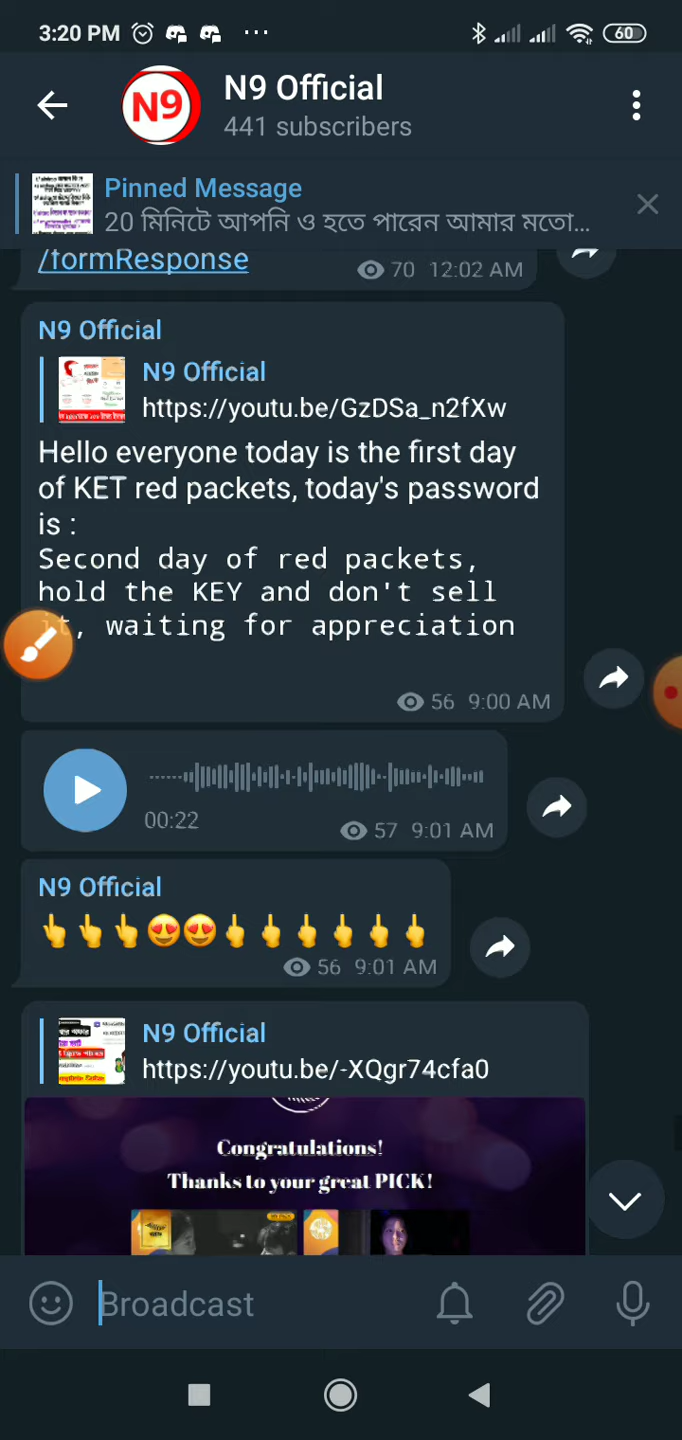 3:20 PM
60
N9
N9 Official
441 subscribers
Pinned Message
20 মিনিটে আপনি ও হতে পারেন আমার মতো...
/formResponse
70 12:02 AM
N9 Official
N9 Official
https://youtu.be/GzDSa_n2fXw
Hello everyone today is the first day
of KET red packets, today's password
is :
Second day of red packets,
hold the KEY and don't sell
it, waiting for appreciation
56 9:00 AM
00:22
57 9:01 AM
N9 Official
👆👆👆😍😍🖕🖕🖕🖕🖕🖕
56 9:01 AM
N9 Official
https://youtu.be/-XQgr74cfa0
Congratulations!
Thanks to your great PICK!
Broadcast